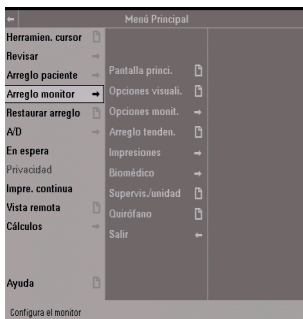 Menú Principal
Herramien. cursor
Revisar
Arreglo paciente
Arreglo monitor
Restaurar arreglo
A/D
En espera
Privacidad
Impre. continua
Vista remota
Cálculos
Ayuda
Pantalla princi.
Opciones visuali.
Opciones monit.
Arreglo tenden.
Impresiones
Biomédico
Supervis./unidad
Quirófano
Salir
Configura el monitor